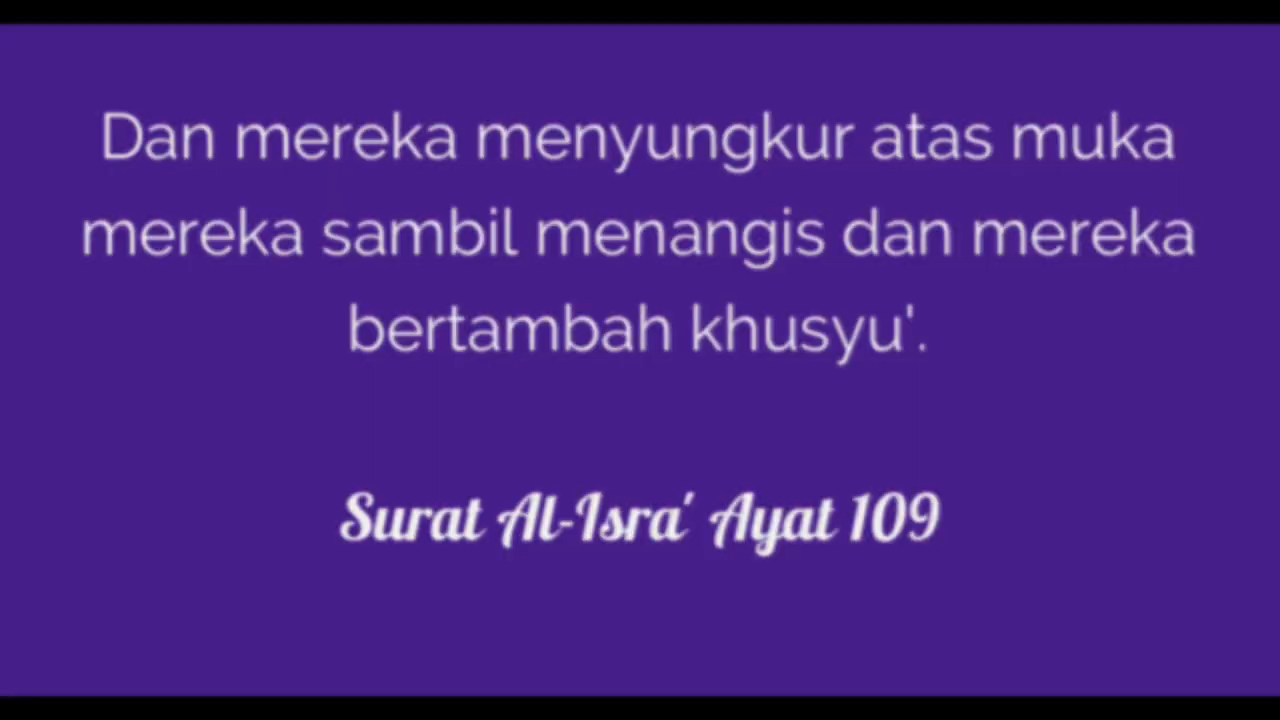 Dan mereka menyungkur atas muka
mereka sambil menangis dan mereka
bertambah khusyu'.
Surat Al-Isra' Ayat 109